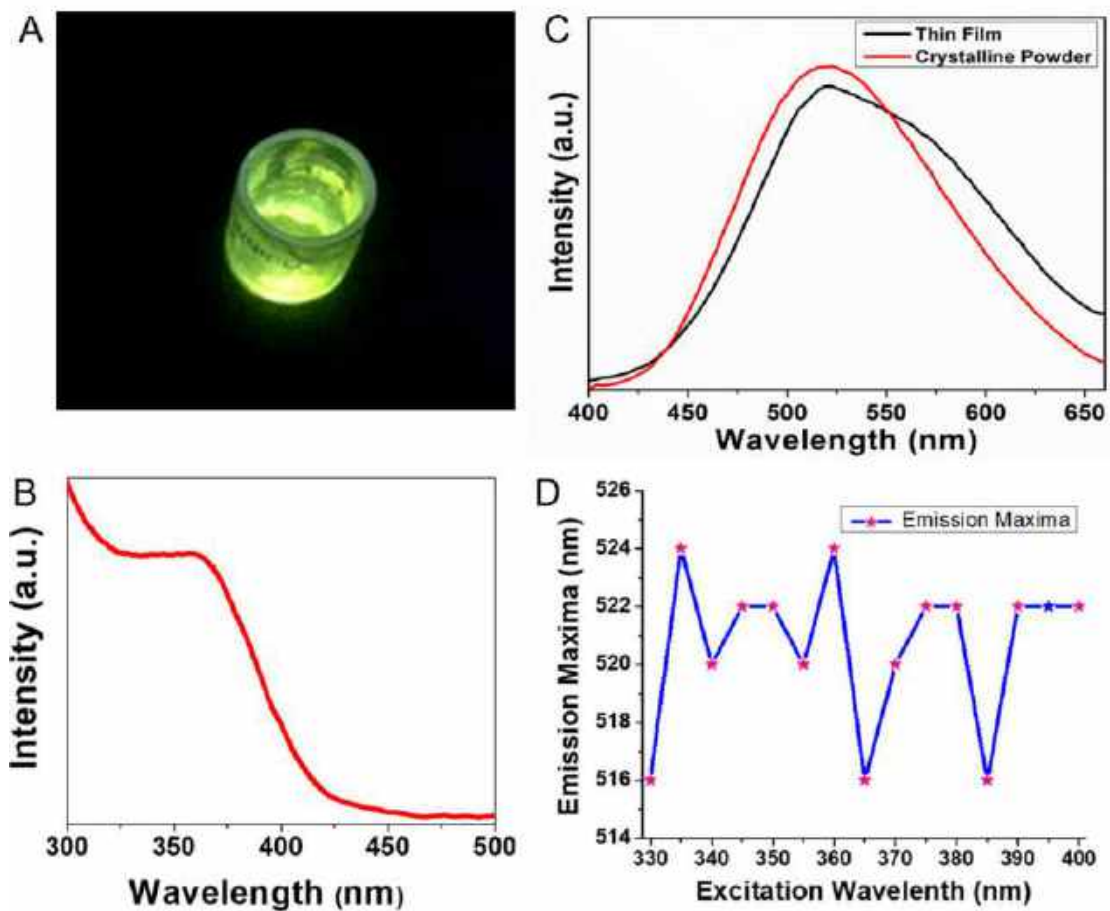 A
C
Thin Film
Crystalline Powder
Intensity (a.u.)
400 450 500 550 600 650
Wavelength (nm)
B
Intensity (a.u.)
300 350 400 450 500
Wavelength (nm)
D
Emission Maxima
Emission Maxima (nm)
526
524
522
520
518
516
514
330 340 350 360 370 380 390 400
Excitation Wavelenth (nm)